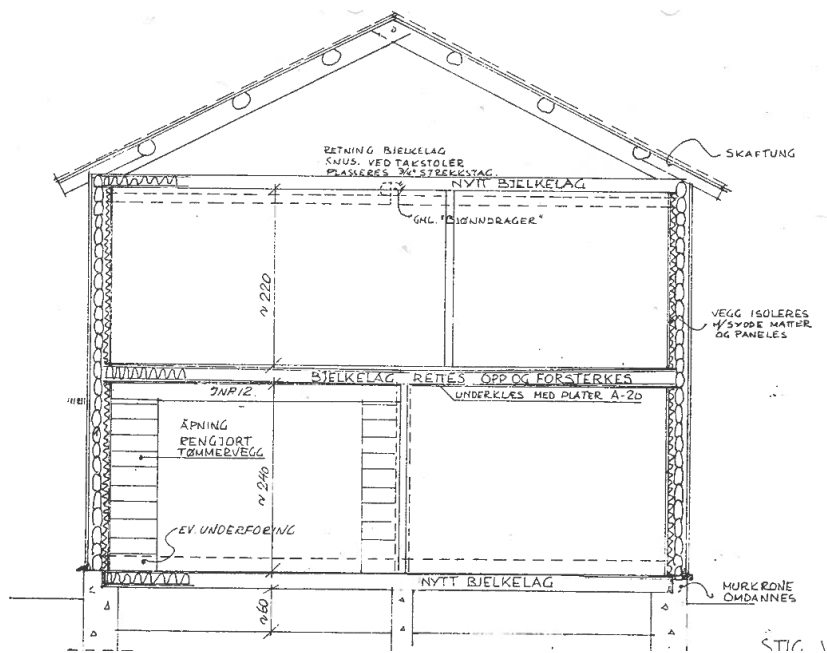 RETNING BJELKELAG
SNUS. VED TAKSTOLER
PLASSERES 3/4" STREKKSTAG.
SKAFTUNG
NYTT BJELKELAG
GML. "BJØNNDRAGER"
~ 220
VEGG ISOLERES
M/SYDDE MATTER
OG PANELES
BJELKELAG RETTES OPP OG FORSTERKES
UNDERKLES MED PLATER A-20
INP12.
ÅPNING
RENGJORT
TØMMERVEGG
~ 240
EV. UNDERFORING
NYTT BJELKELAG
MURKRONE
OMDANNES
~60
STIG V